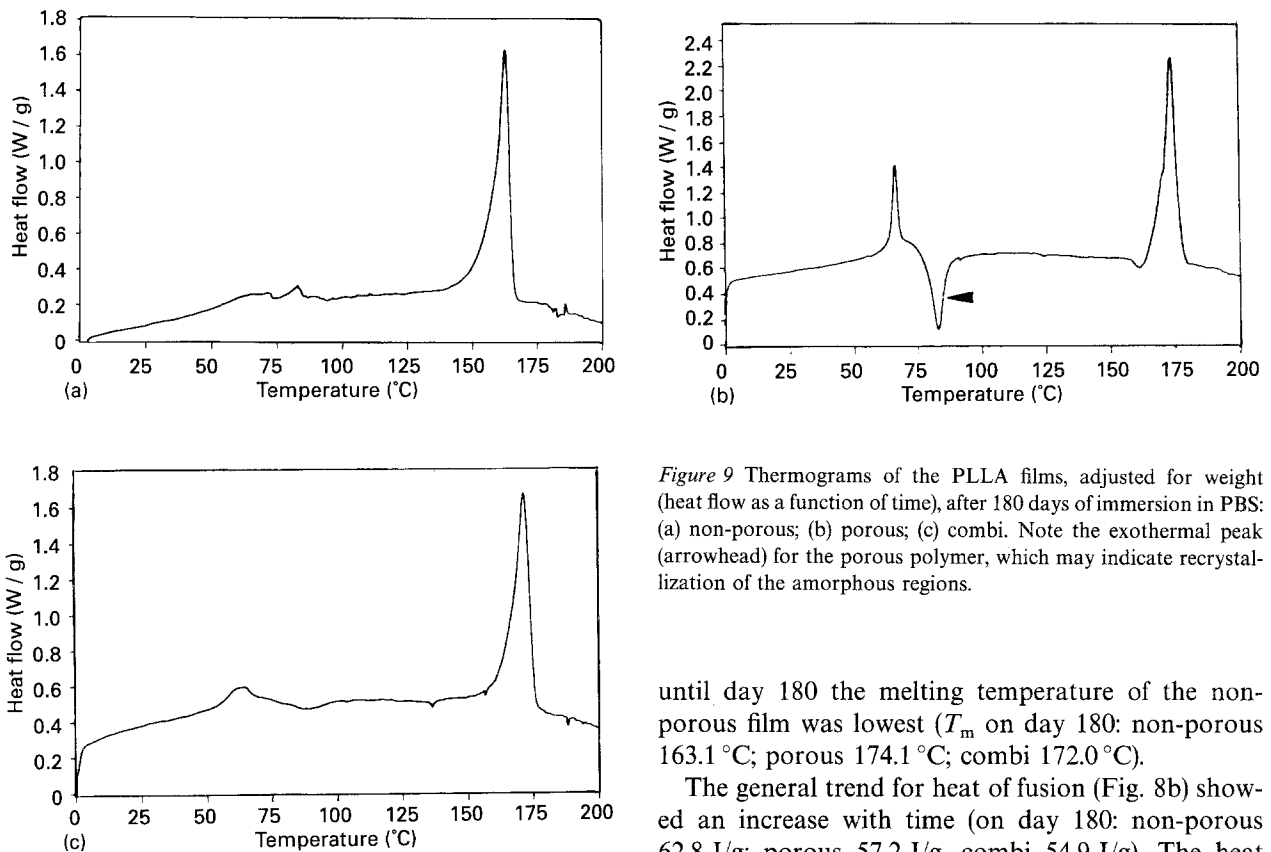 1.8
1.6
1.4
1.2
1.0
0.8
0.6
0.4
0.2
0
Heat flow (W / g)
0 25 50 75 100 125 150 175 200
(a) Temperature (°C)
2.4
2.2
2.0
1.8
1.6
1.4
1.2
1.0
0.8
0.6
0.4
0.2
0
Heat flow (W / g)
0 25 50 75 100 125 150 175 200
(b) Temperature (°C)
1.8
1.6
1.4
1.2
1.0
0.8
0.6
0.4
0.2
0
Heat flow (W / g)
0 25 50 75 100 125 150 175 200
(c) Temperature (°C)
Figure 9 Thermograms of the PLLA films, adjusted for weight
(heat flow as a function of time), after 180 days of immersion in PBS:
(a) non-porous; (b) porous; (c) combi. Note the exothermal peak
(arrowhead) for the porous polymer, which may indicate recrystal-
lization of the amorphous regions.
until day 180 the melting temperature of the non-
porous film was lowest (Tm on day 180: non-porous
163.1 °C; porous 174.1 °C; combi 172.0 °C).
The general trend for heat of fusion (Fig. 8b) show-
ed an increase with time (on day 180: non-porous
62.8 J/g; porous 57.2 J/g, combi 54.9 J/g). The heat